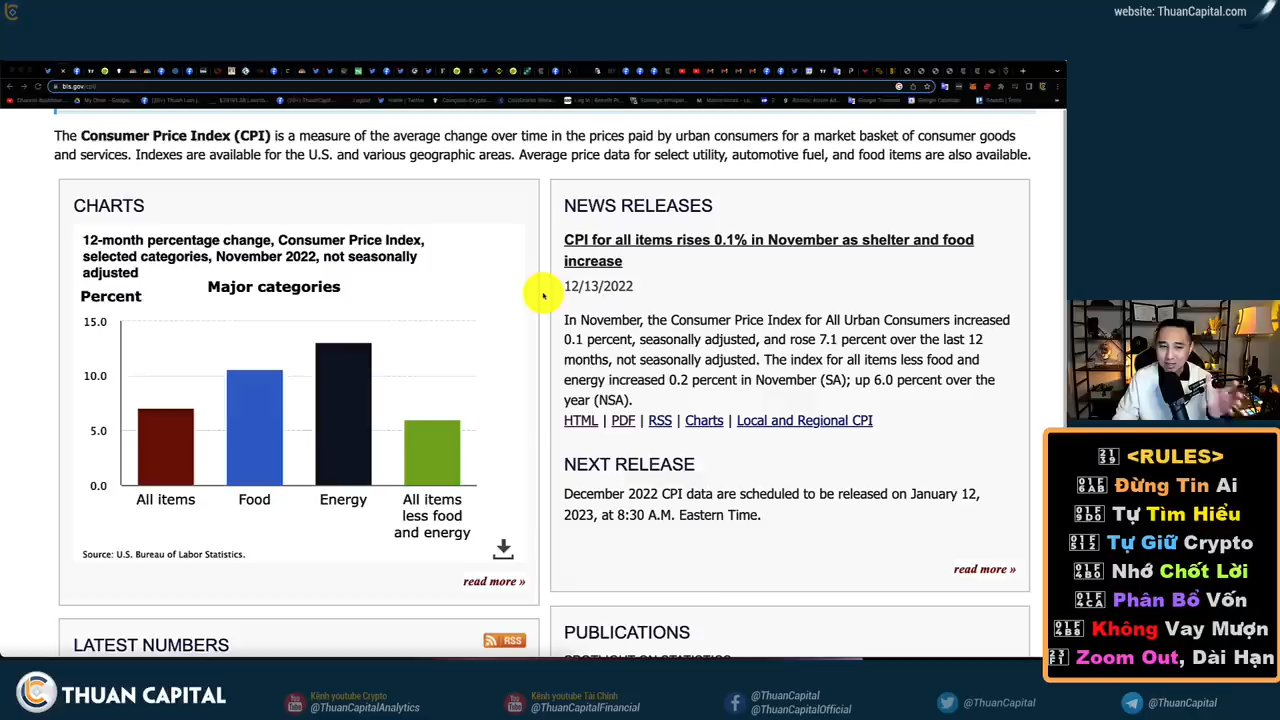 website: ThuanCapital.com
bls.gov/cpi/
The Consumer Price Index (CPI) is a measure of the average change over time in the prices paid by urban consumers for a market basket of consumer goods
and services. Indexes are available for the U.S. and various geographic areas. Average price data for select utility, automotive fuel, and food items are also available.
CHARTS
12-month percentage change, Consumer Price Index,
selected categories, November 2022, not seasonally
adjusted
Major categories
Percent
15.0
10.0
5.0
0.0
All items
Food
Energy
All items
less food
and energy
Source: U.S. Bureau of Labor Statistics.
read more »
NEWS RELEASES
CPI for all items rises 0.1% in November as shelter and food
increase
12/13/2022
In November, the Consumer Price Index for All Urban Consumers increased
0.1 percent, seasonally adjusted, and rose 7.1 percent over the last 12
months, not seasonally adjusted. The index for all items less food and
energy increased 0.2 percent in November (SA); up 6.0 percent over the
year (NSA).
HTML | PDF | RSS | Charts | Local and Regional CPI
NEXT RELEASE
December 2022 CPI data are scheduled to be released on January 12,
2023, at 8:30 A.M. Eastern Time.
read more »
LATEST NUMBERS
RSS
PUBLICATIONS
<RULES>
Đừng Tin Ai
Tự Tìm Hiểu
Tự Giữ Crypto
Nhớ Chốt Lời
Phân Bổ Vốn
Không Vay Mượn
Zoom Out, Dài Hạn
THUAN CAPITAL
Kênh youtube Crypto
@ThuanCapitalAnalytics
Kênh youtube Tài Chính
@ThuanCapitalFinancial
@ThuanCapital
@ThuanCapitalOfficial
@ThuanCapital
@ThuanCapital